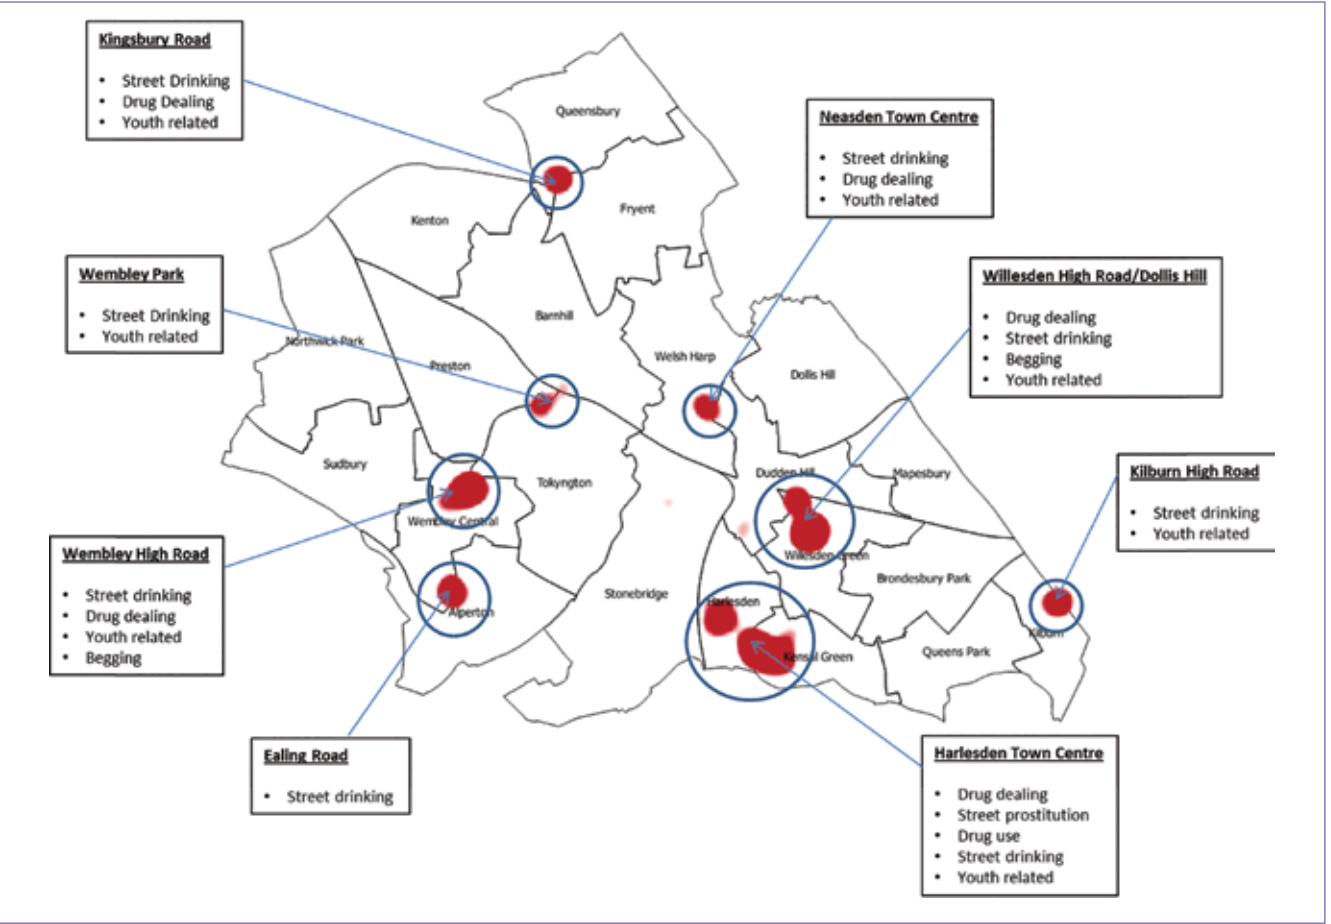 Kingsbury Road
• Street Drinking
• Drug Dealing
• Youth related
Queensbury
Neasden Town Centre
• Street drinking
• Drug dealing
• Youth related
Kenton
Fryent
Wembley Park
• Street Drinking
• Youth related
Willesden High Road/Dollis Hill
• Drug dealing
• Street drinking
• Begging
• Youth related
Barnhill
Northwick Park
Preston
Welsh Harp
Dollis Hill
Sudbury
Tokyngton
Dudden Hill
Mapesbury
Kilburn High Road
• Street drinking
• Youth related
Wembley Central
Wembley High Road
• Street drinking
• Drug dealing
• Youth related
• Begging
Willesden Green
Brondesbury Park
Stonebridge
Harlesden
Alperton
Kilburn
Kensal Green
Queens Park
Ealing Road
• Street drinking
Harlesden Town Centre
• Drug dealing
• Street prostitution
• Drug use
• Street drinking
• Youth related